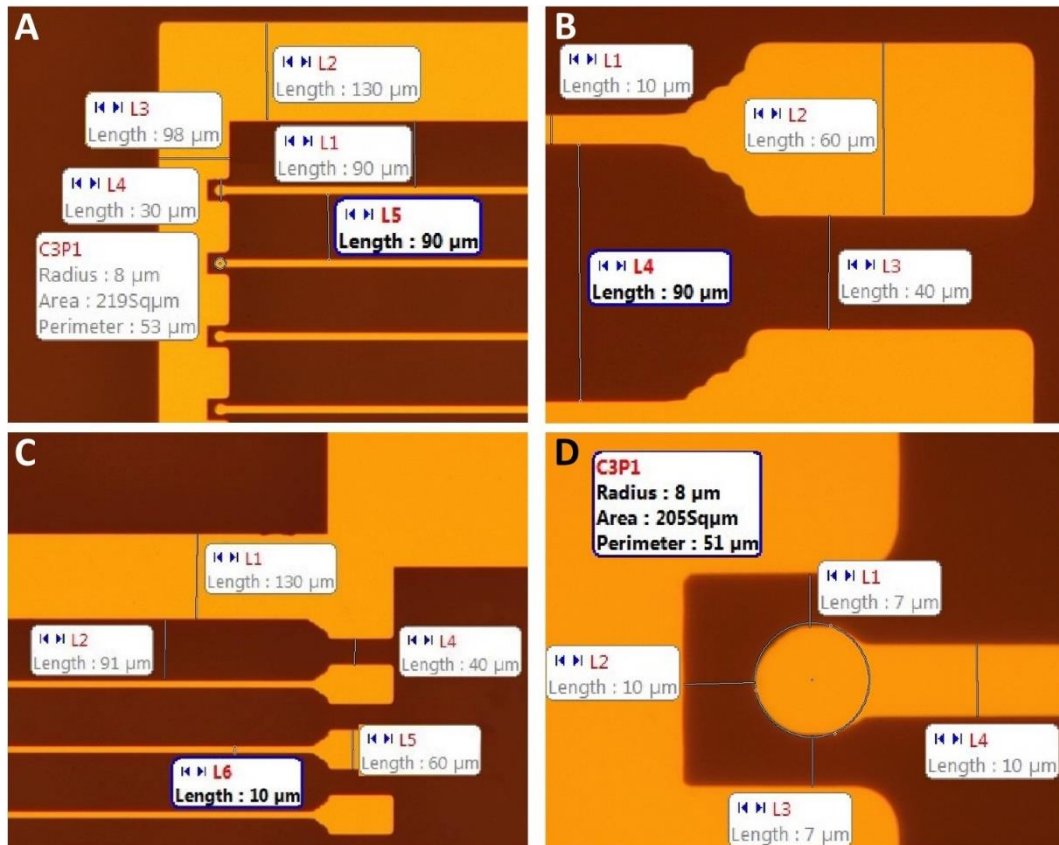 A
L2
Length : 130 µm
L3
Length : 98 µm
L1
Length : 90 µm
L4
Length : 30 µm
L5
Length : 90 µm
C3P1
Radius : 8 µm
Area : 219Sqµm
Perimeter : 53 µm
B
L1
Length : 10 µm
L2
Length : 60 µm
L4
Length : 90 µm
L3
Length : 40 µm
C
L1
Length : 130 µm
L2
Length : 91 µm
L4
Length : 40 µm
L5
Length : 60 µm
L6
Length : 10 µm
D
C3P1
Radius : 8 µm
Area : 205Sqµm
Perimeter : 51 µm
L1
Length : 7 µm
L2
Length : 10 µm
L4
Length : 10 µm
L3
Length : 7 µm